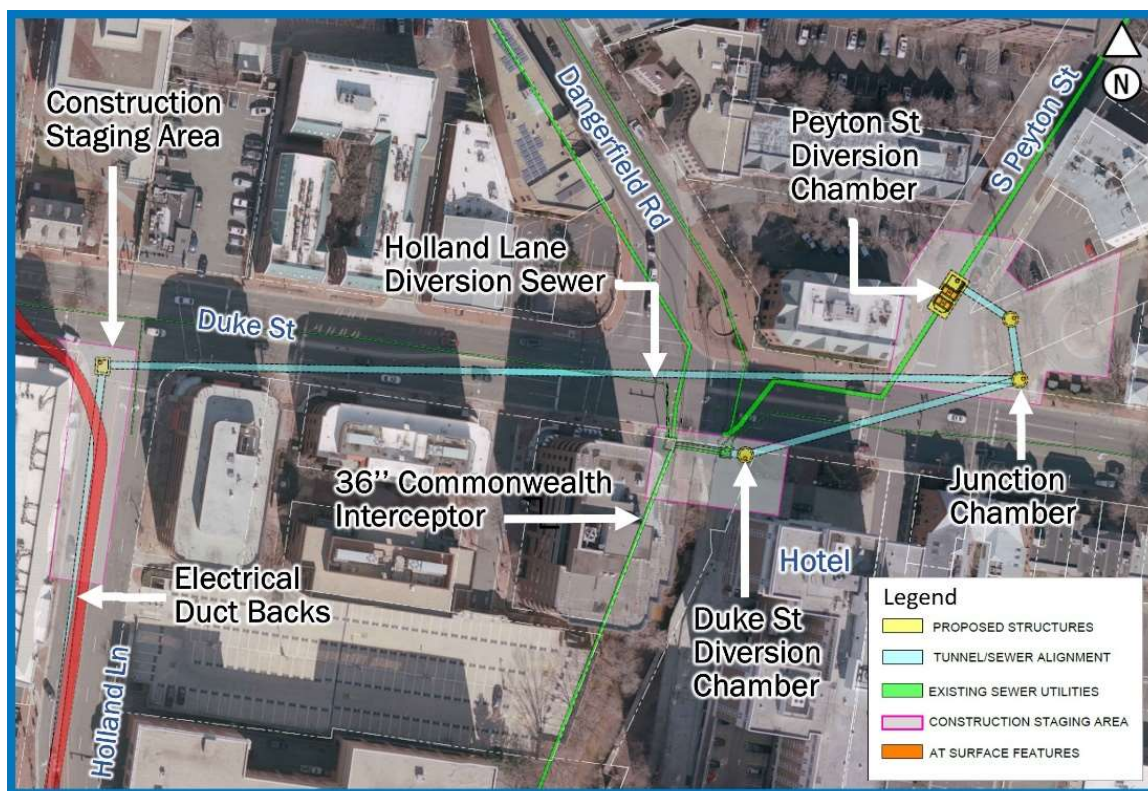 Construction
Staging Area
Dangerfield Rd
Peyton St
Diversion
Chamber
S Peyton St
N
Holland Lane
Diversion Sewer
Duke St
36’’ Commonwealth
Interceptor
Junction
Chamber
Hotel
Electrical
Duct Backs
Duke St
Diversion
Chamber
Holland Ln
Legend
PROPOSED STRUCTURES
TUNNEL/SEWER ALIGNMENT
EXISTING SEWER UTILITIES
CONSTRUCTION STAGING AREA
AT SURFACE FEATURES